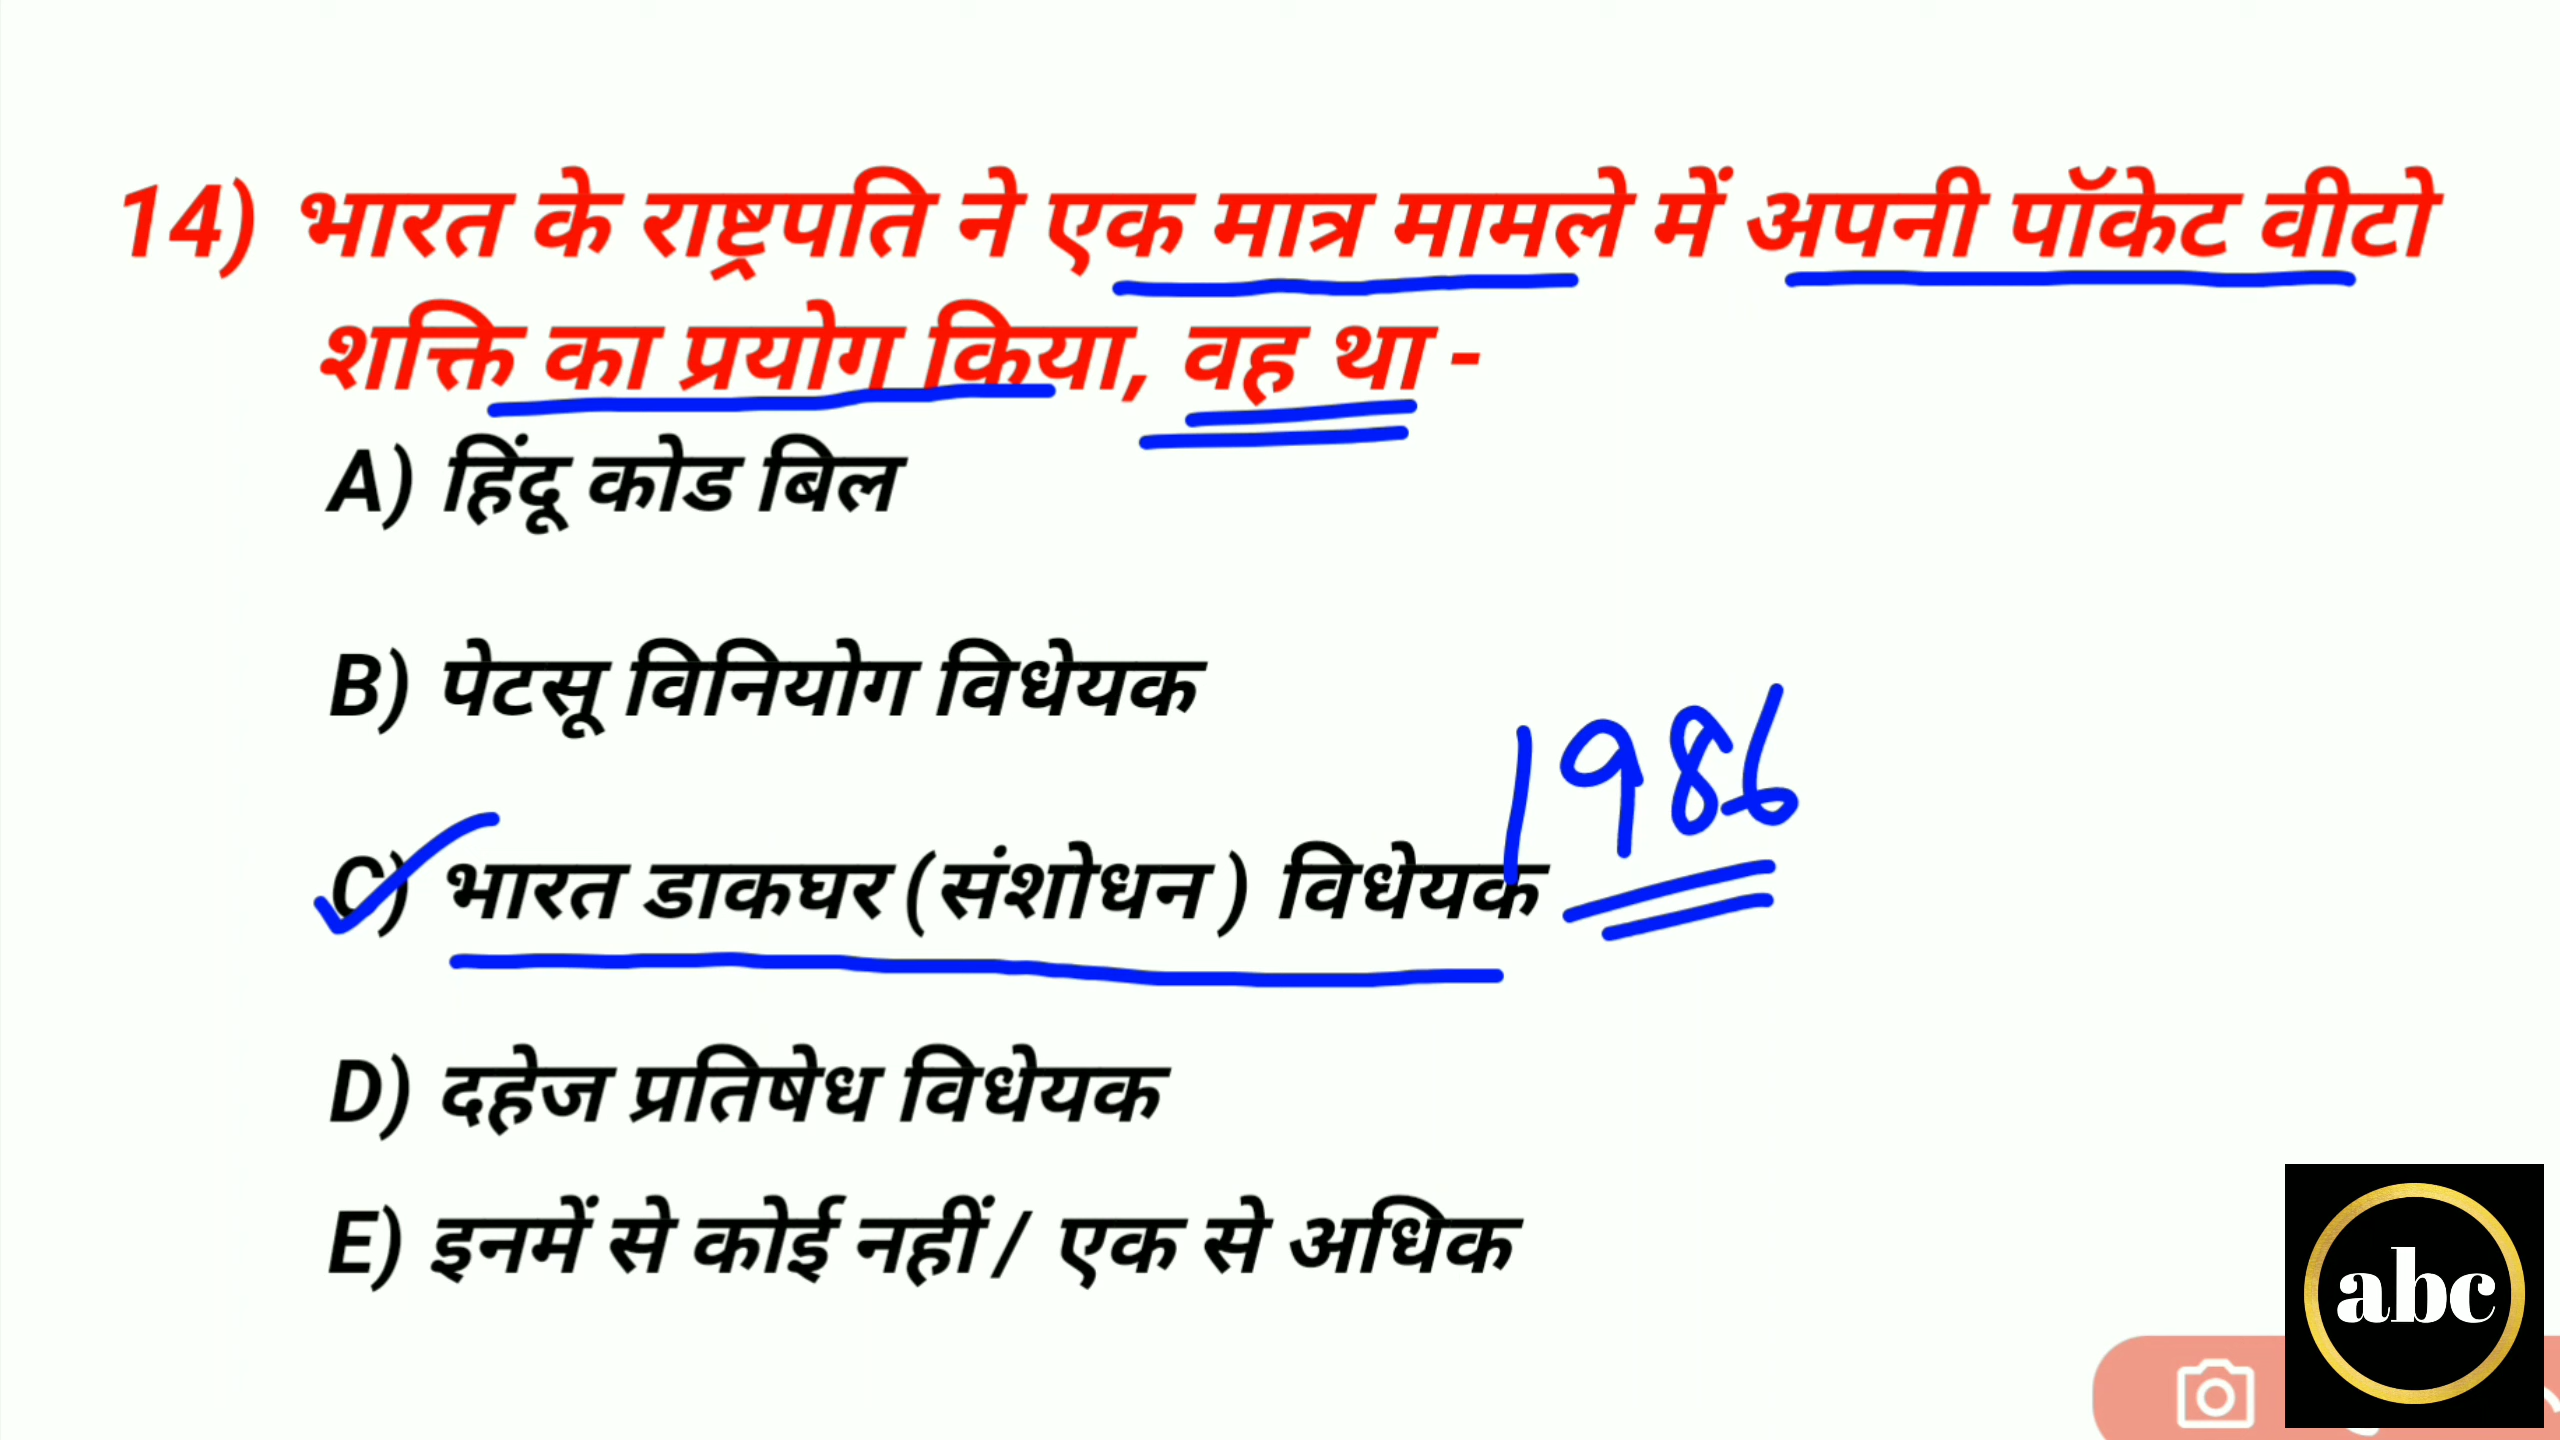 14) भारत के राष्ट्रपति ने एक मात्र मामले में अपनी पॉकेट वीटो
शक्ति का प्रयोग किया, वह था -
A) हिंदू कोड बिल
B) पेटसू विनियोग विधेयक
1986
C) भारत डाकघर (संशोधन ) विधेयक
D) दहेज प्रतिषेध विधेयक
E) इनमें से कोई नहीं / एक से अधिक
abc